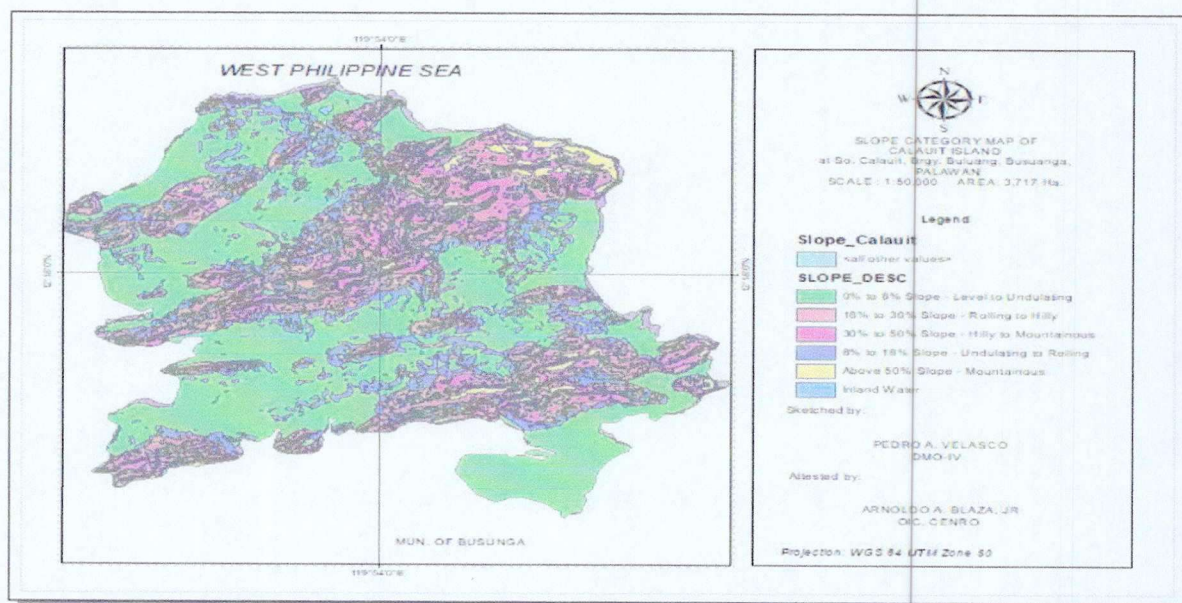 119°54'0"E
WEST PHILIPPINE SEA
MUN. OF BUSUNGA
119°54'0"E
N
W E
S
SLOPE CATEGORY MAP OF
CALAUIT ISLAND
at So. Calauit, Brgy. Buluang, Busuanga,
PALAWAN
SCALE : 1:50,000 AREA: 3,717 Ha.
Legend
Slope_Calauit
<all other values>
SLOPE_DESC
0% to 8% Slope - Level to Undulating
18% to 30% Slope - Rolling to Hilly
30% to 50% Slope - Hilly to Mountainous
8% to 18% Slope - Undulating to Rolling
Above 50% Slope - Mountainous
Inland Water
Sketched by:
PEDRO A. VELASCO
DMO-IV
Attested by:
ARNOLDO A. BLAZA, JR
OIC, CENRO
Projection: WGS 84 UTM Zone 50